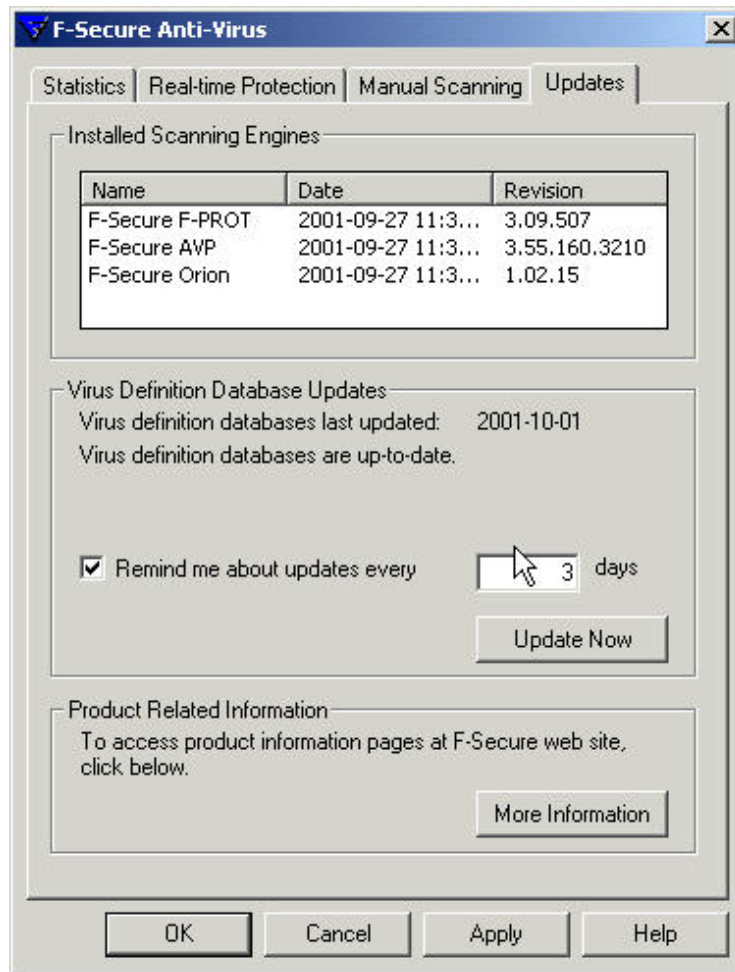 F-Secure Anti-Virus
Statistics Real-time Protection Manual Scanning Updates
Installed Scanning Engines
Name Date Revision
F-Secure F-PROT 2001-09-27 11:3... 3.09.507
F-Secure AVP 2001-09-27 11:3... 3.55.160.3210
F-Secure Orion 2001-09-27 11:3... 1.02.15
Virus Definition Database Updates
Virus definition databases last updated: 2001-10-01
Virus definition databases are up-to-date.
Remind me about updates every 3 days
Update Now
Product Related Information
To access product information pages at F-Secure web site,
click below.
More Information
OK Cancel Apply Help